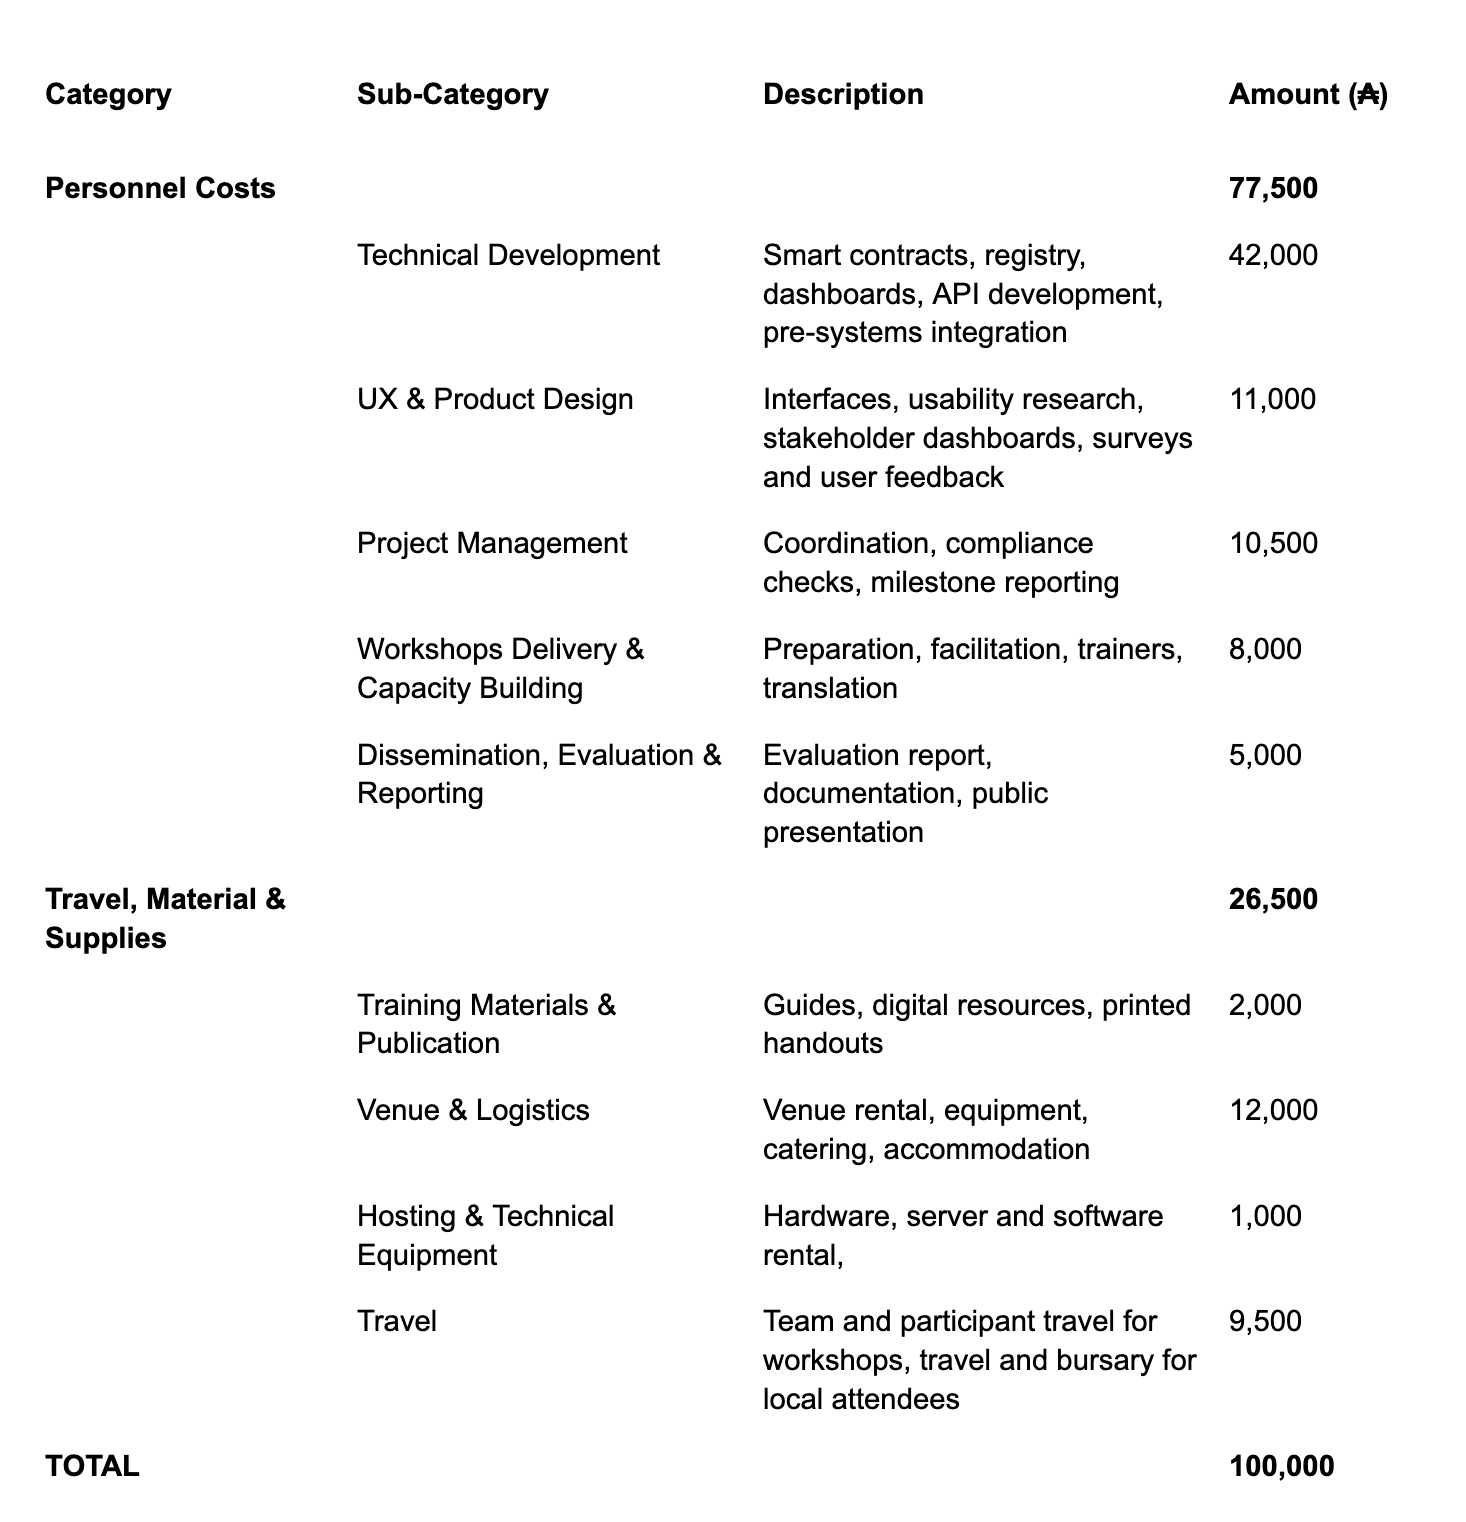 Category Sub-Category Description Amount (₳)
Personnel Costs 77,500
Technical Development Smart contracts, registry, 42,000
dashboards, API development,
pre-systems integration
UX & Product Design Interfaces, usability research, 11,000
stakeholder dashboards, surveys
and user feedback
Project Management Coordination, compliance 10,500
checks, milestone reporting
Workshops Delivery & Preparation, facilitation, trainers, 8,000
Capacity Building translation
Dissemination, Evaluation & Evaluation report, 5,000
Reporting documentation, public
presentation
Travel, Material & 26,500
Supplies
Training Materials & Guides, digital resources, printed 2,000
Publication handouts
Venue & Logistics Venue rental, equipment, 12,000
catering, accommodation
Hosting & Technical Hardware, server and software 1,000
Equipment rental,
Travel Team and participant travel for 9,500
workshops, travel and bursary for
local attendees
TOTAL 100,000